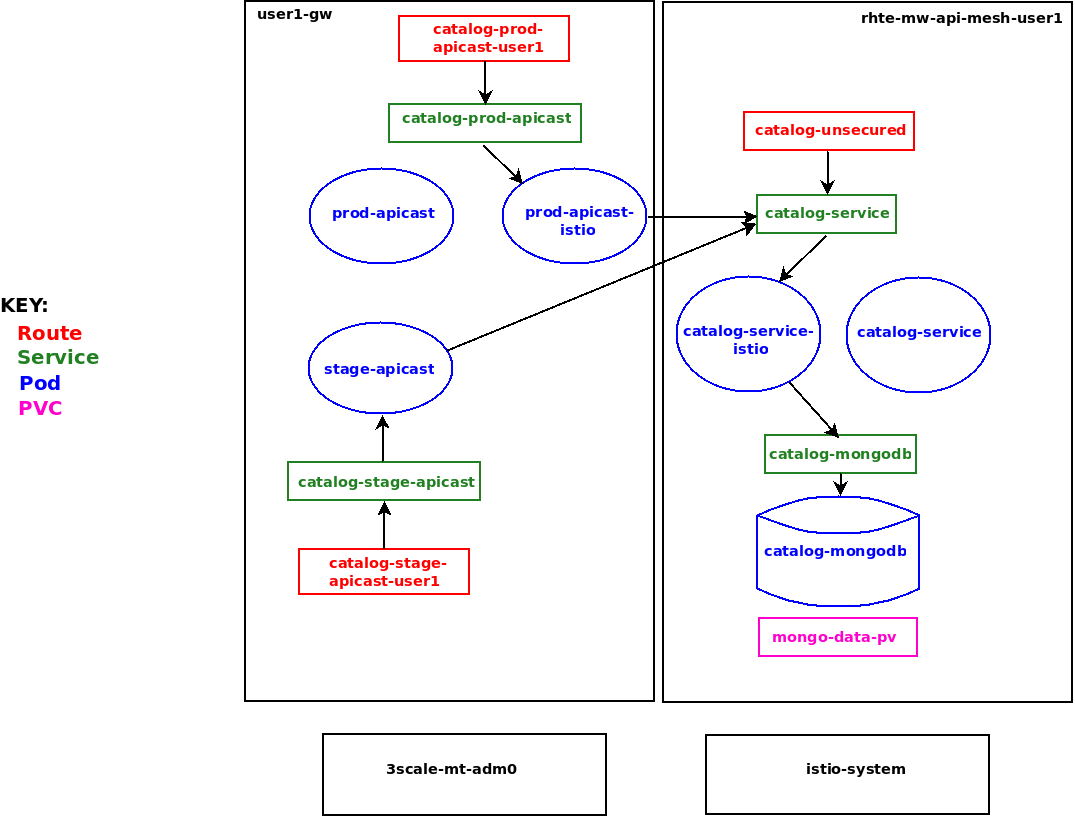 user1-gw
catalog-prod-
apicast-user1
catalog-prod-apicast
prod-apicast
prod-apicast-
istio
stage-apicast
catalog-stage-apicast
catalog-stage-
apicast-user1
rhte-mw-api-mesh-user1
catalog-unsecured
catalog-service
catalog-service-
istio
catalog-service
catalog-mongodb
catalog-mongodb
mongo-data-pv
KEY:
Route
Service
Pod
PVC
3scale-mt-adm0
istio-system